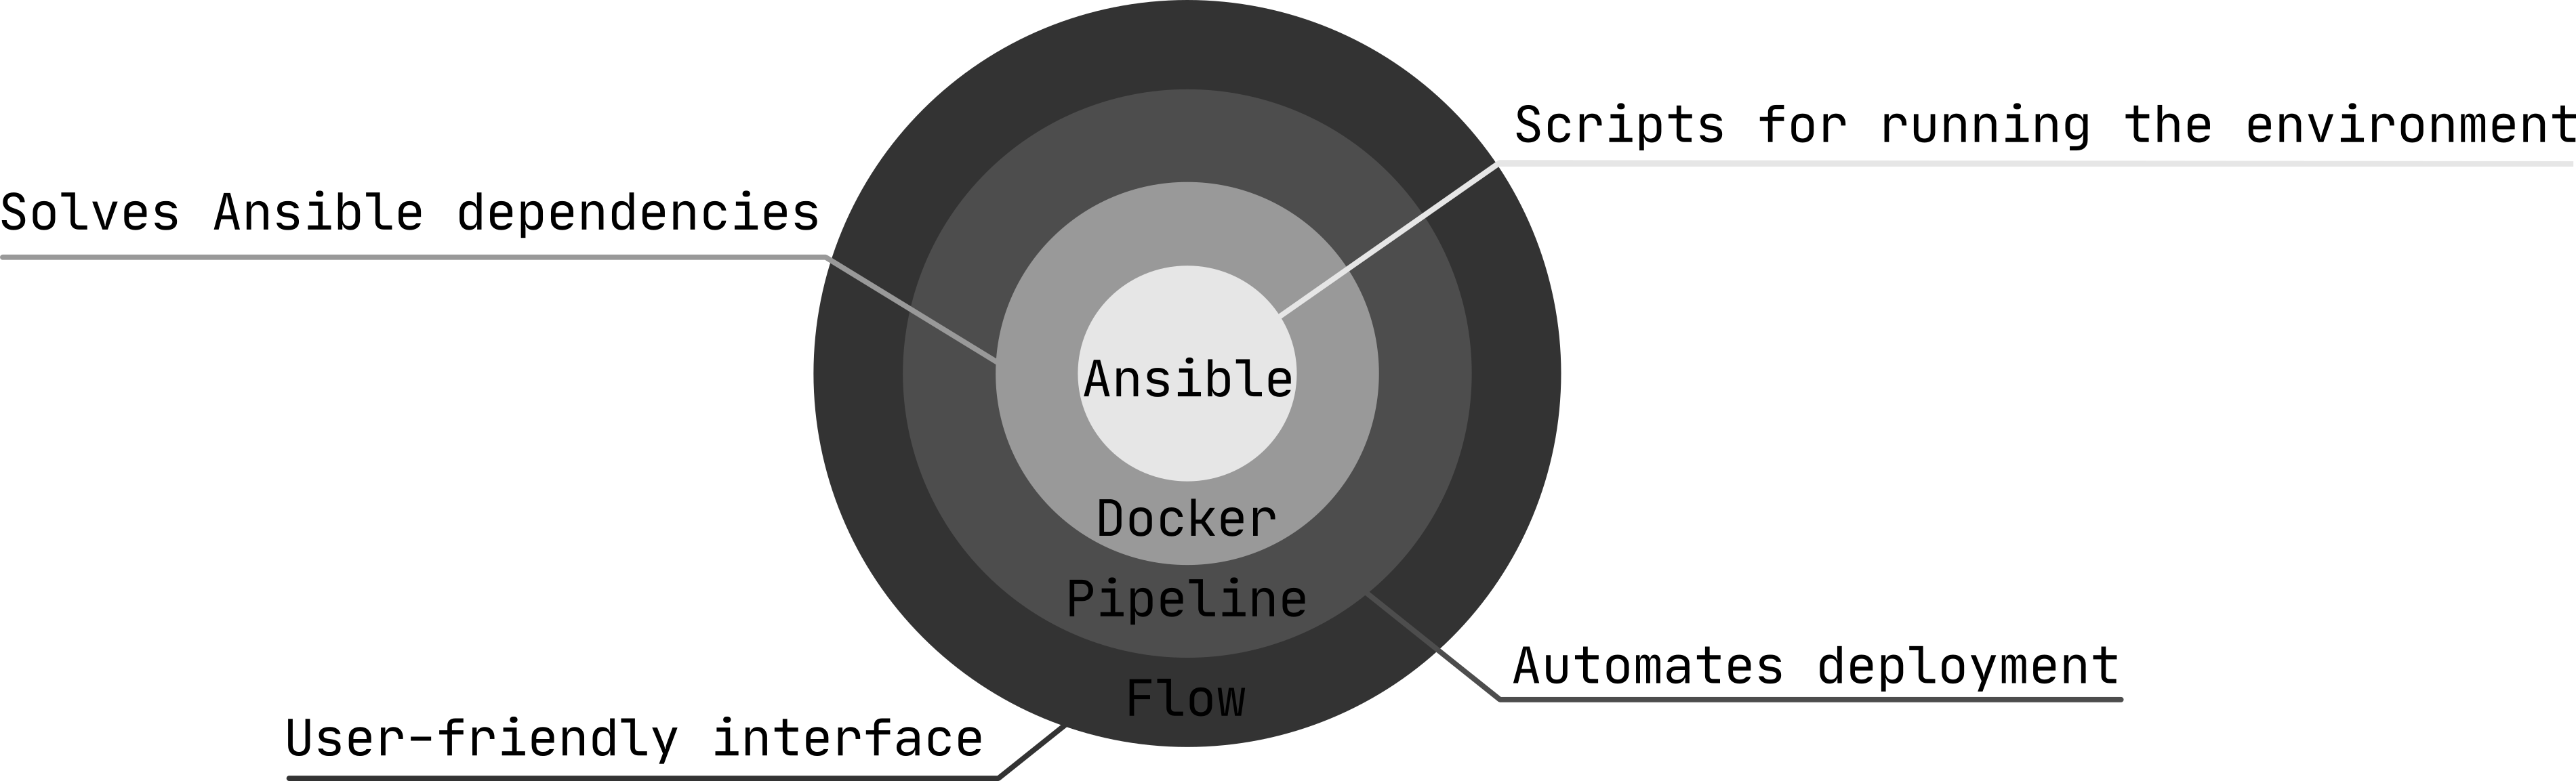 Scripts for running the environment
Solves Ansible dependencies
Ansible
Docker
Pipeline
Automates deployment
Flow
User-friendly interface